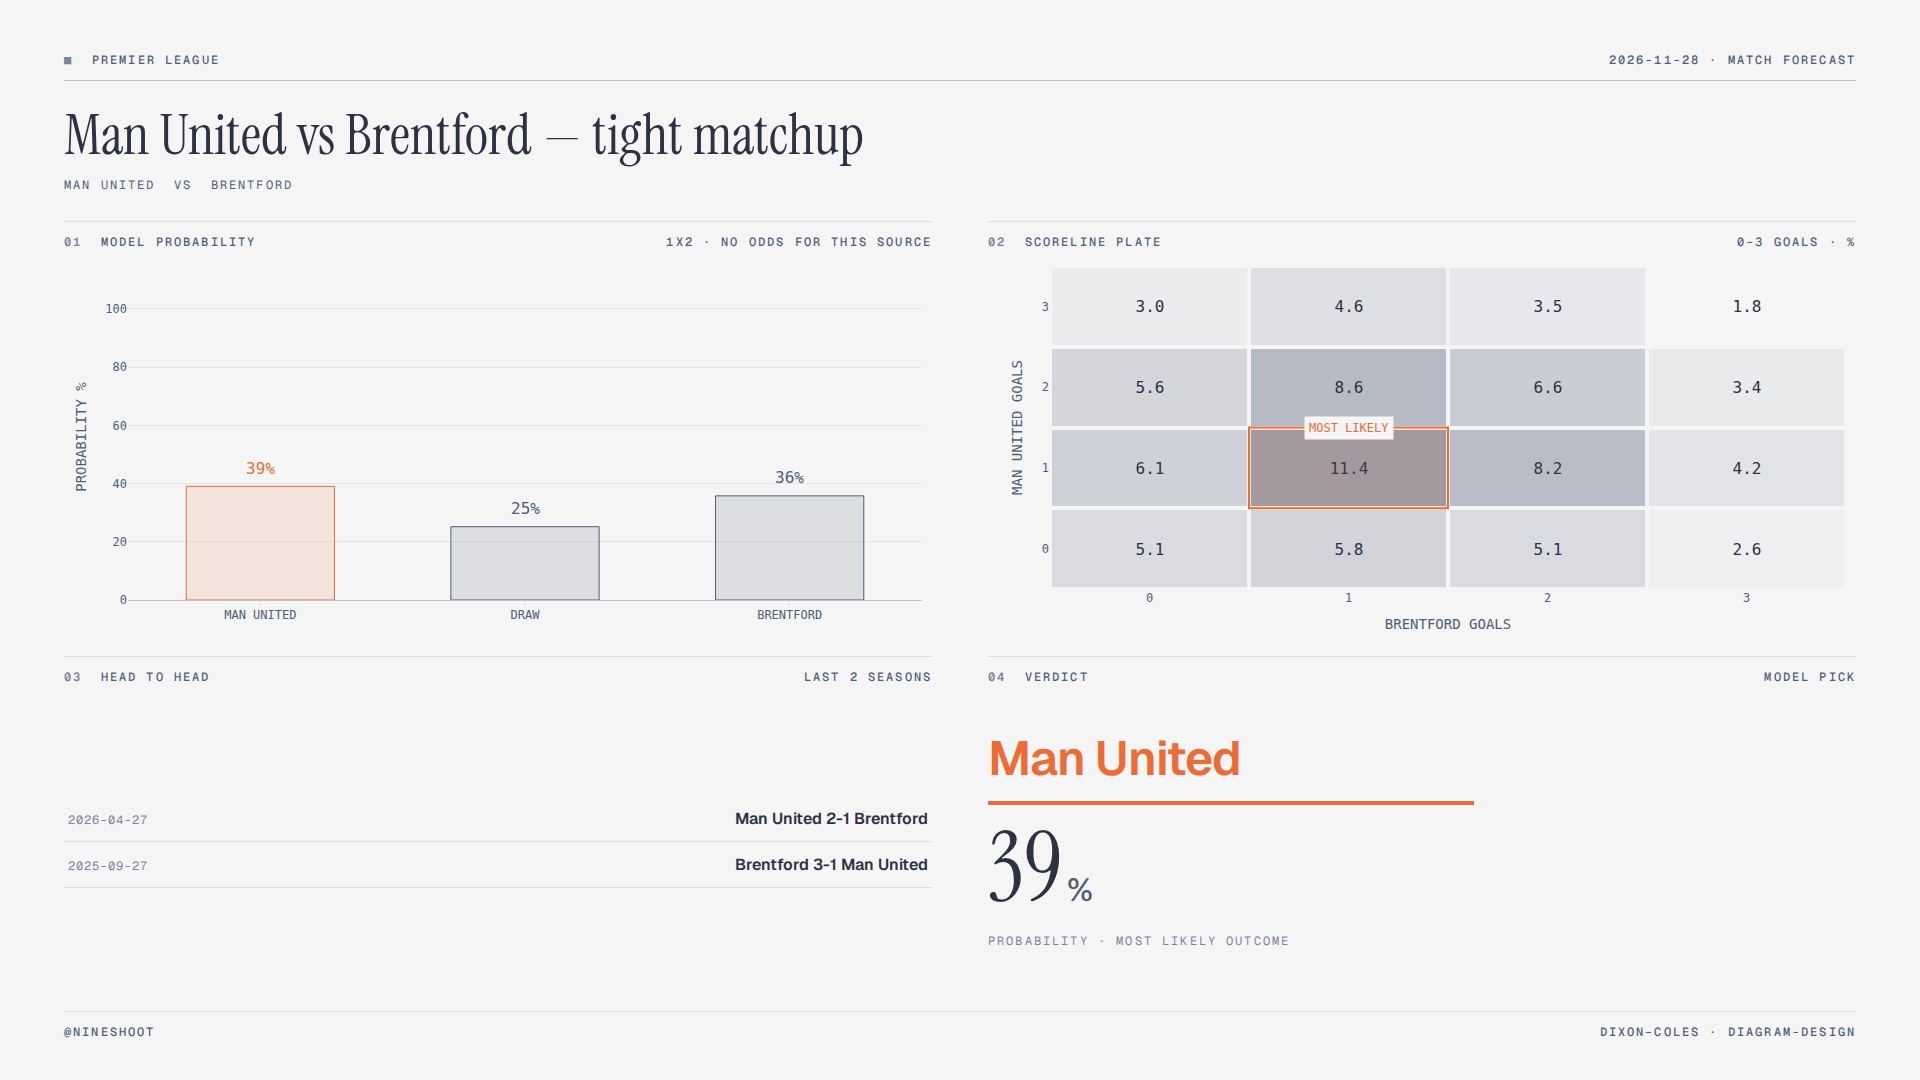 PREMIER LEAGUE
2026-11-28 · MATCH FORECAST
Man United vs Brentford — tight matchup
MAN UNITED VS BRENTFORD
01 MODEL PROBABILITY
1X2 · NO ODDS FOR THIS SOURCE
PROBABILITY %
100
80
60
40
20
0
39%
25%
36%
MAN UNITED
DRAW
BRENTFORD
02 SCORELINE PLATE
0-3 GOALS · %
MAN UNITED GOALS
3 3.0 4.6 3.5 1.8
2 5.6 8.6 6.6 3.4
MOST LIKELY
1 6.1 11.4 8.2 4.2
0 5.1 5.8 5.1 2.6
0 1 2 3
BRENTFORD GOALS
03 HEAD TO HEAD
LAST 2 SEASONS
2026-04-27 Man United 2-1 Brentford
2025-09-27 Brentford 3-1 Man United
04 VERDICT
MODEL PICK
Man United
39%
PROBABILITY · MOST LIKELY OUTCOME
@NINESHOOT
DIXON-COLES · DIAGRAM-DESIGN